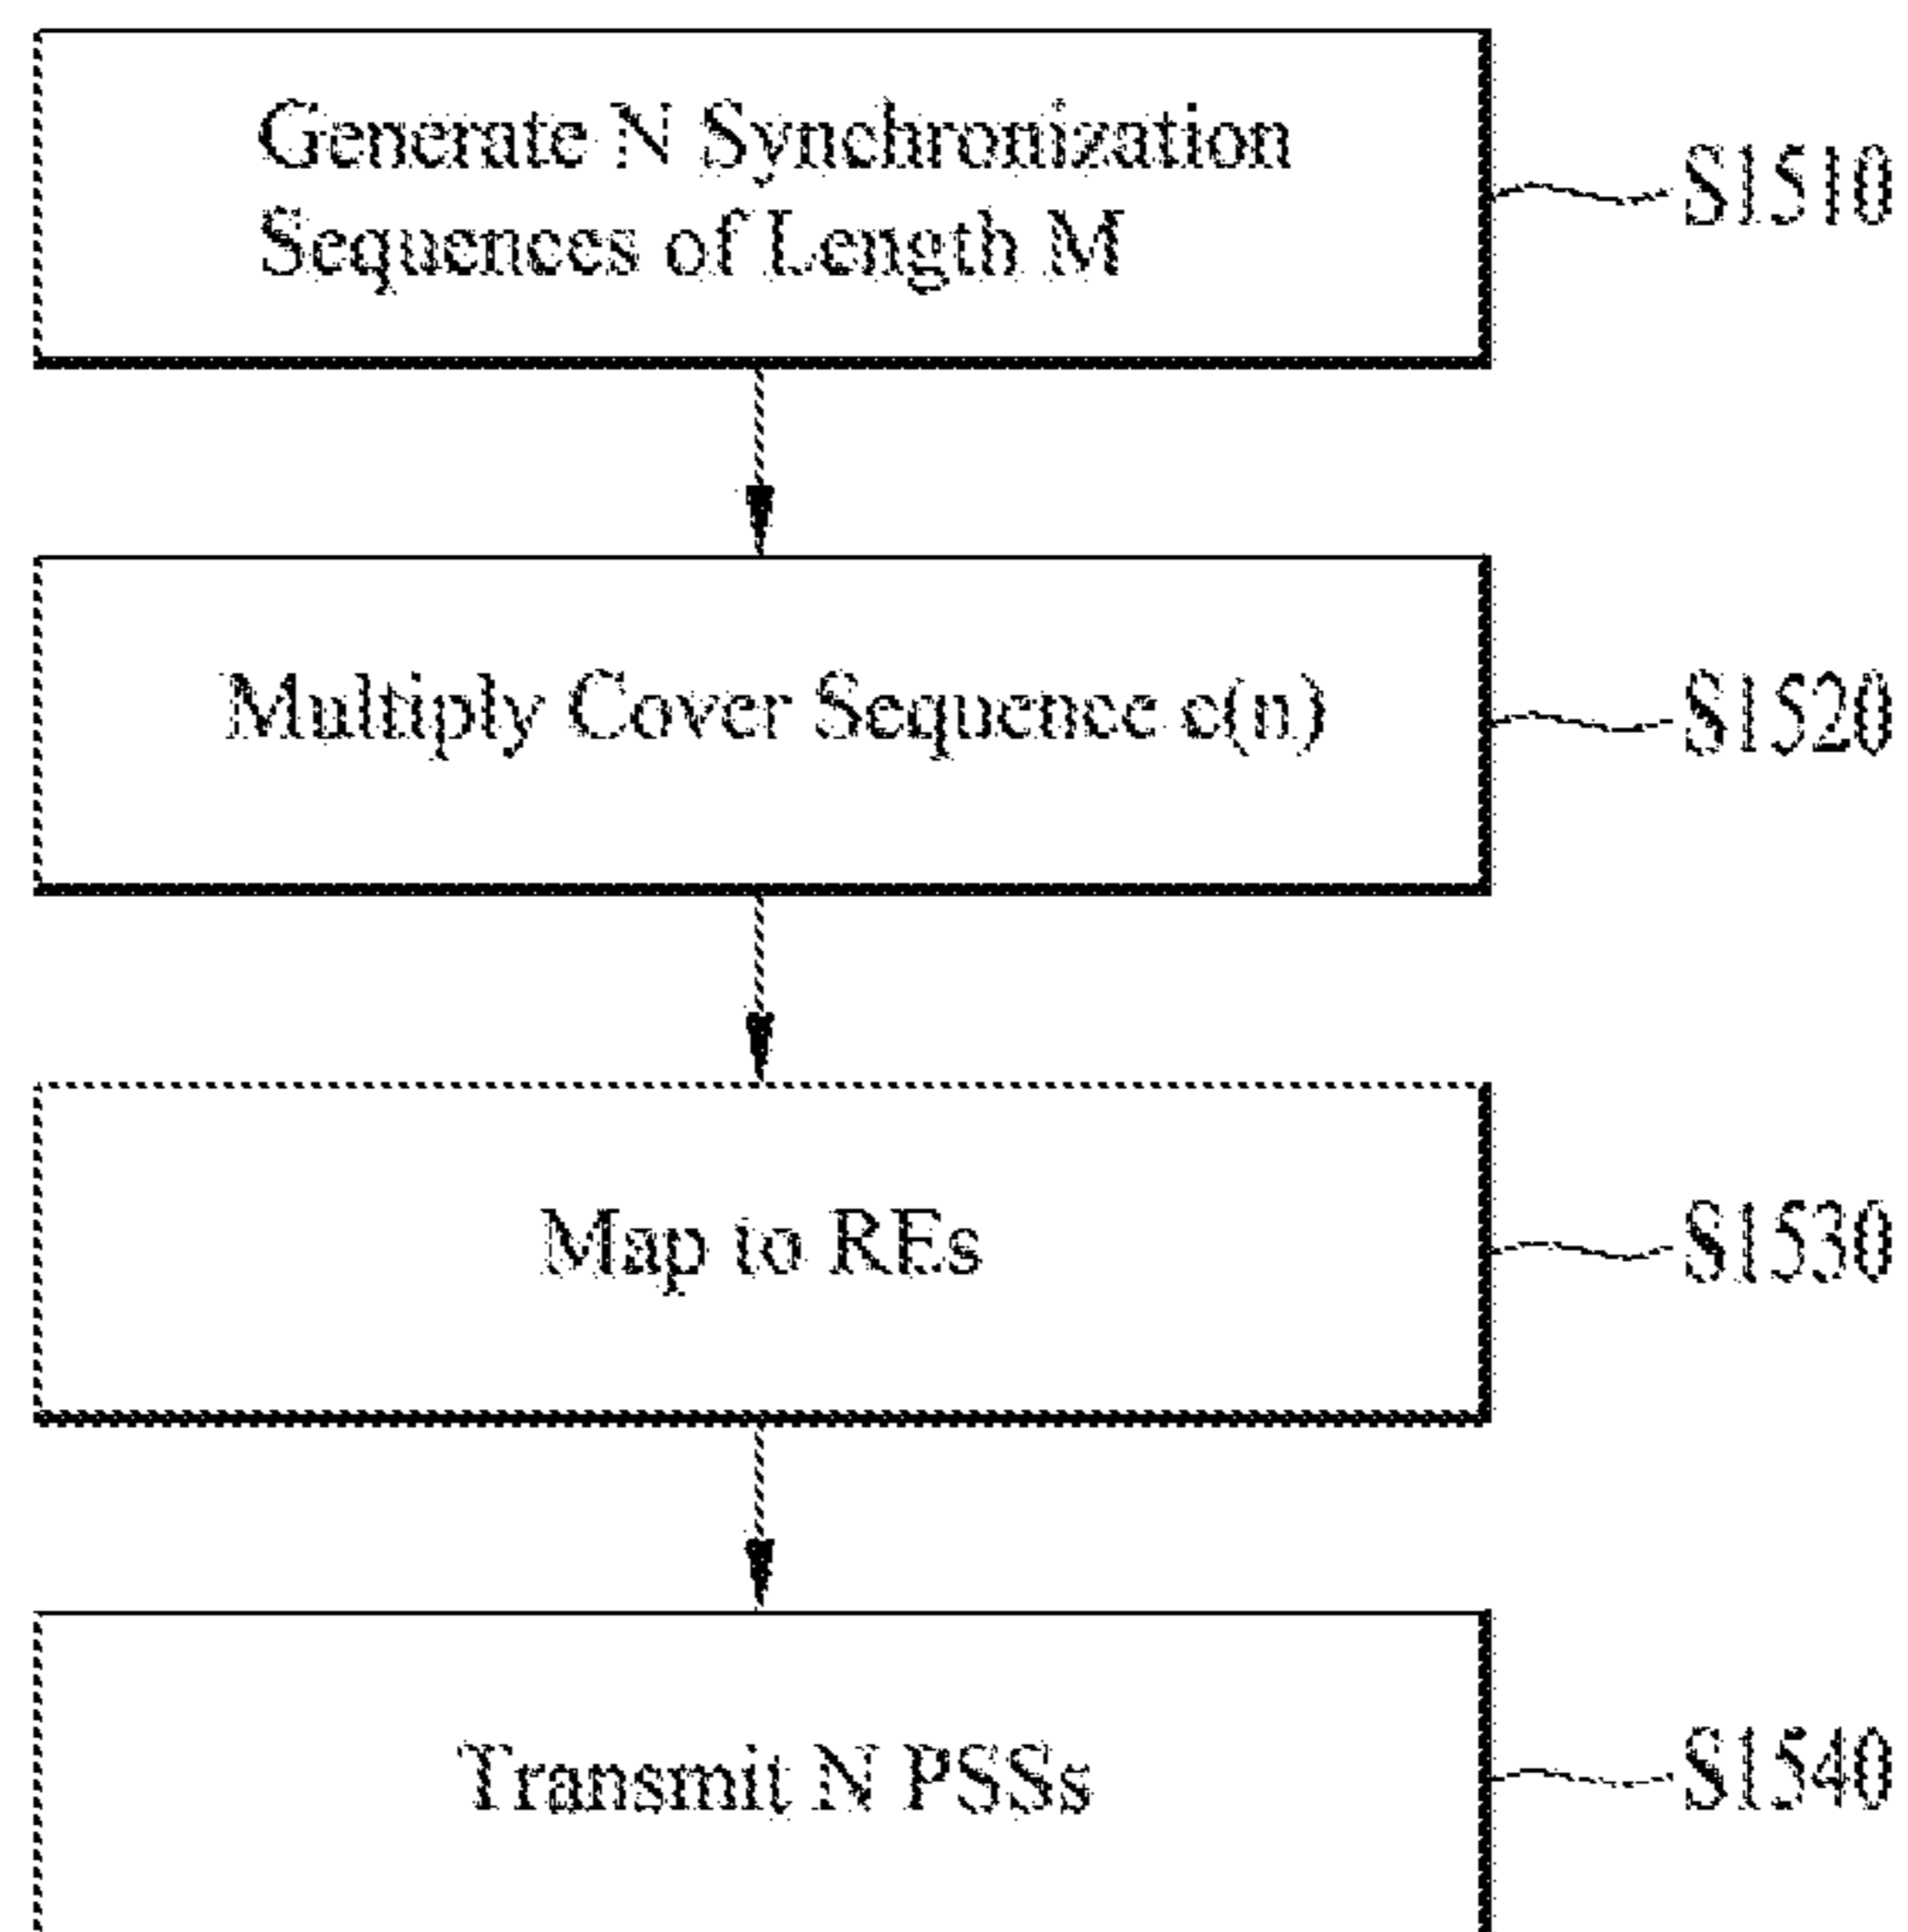 Generate N Synchronization
Sequences of Length M
S1510
Multiply Cover Sequence c(n)
S1520
Map to REs
S1530
Transmit N PSSs
S1540